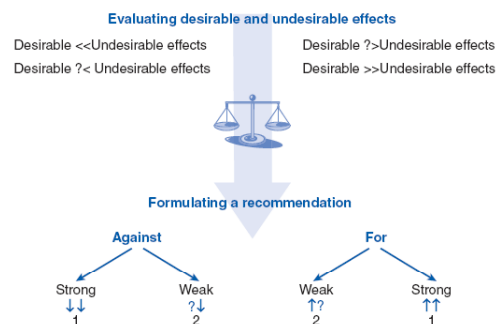 Evaluating desirable and undesirable effects
Desirable <<Undesirable effects
Desirable ?>Undesirable effects
Desirable ?< Undesirable effects
Desirable >>Undesirable effects
Formulating a recommendation
Against
For
Strong
Weak
Weak
Strong
↓↓
?↓
↑?
↑↑
1
2
2
1